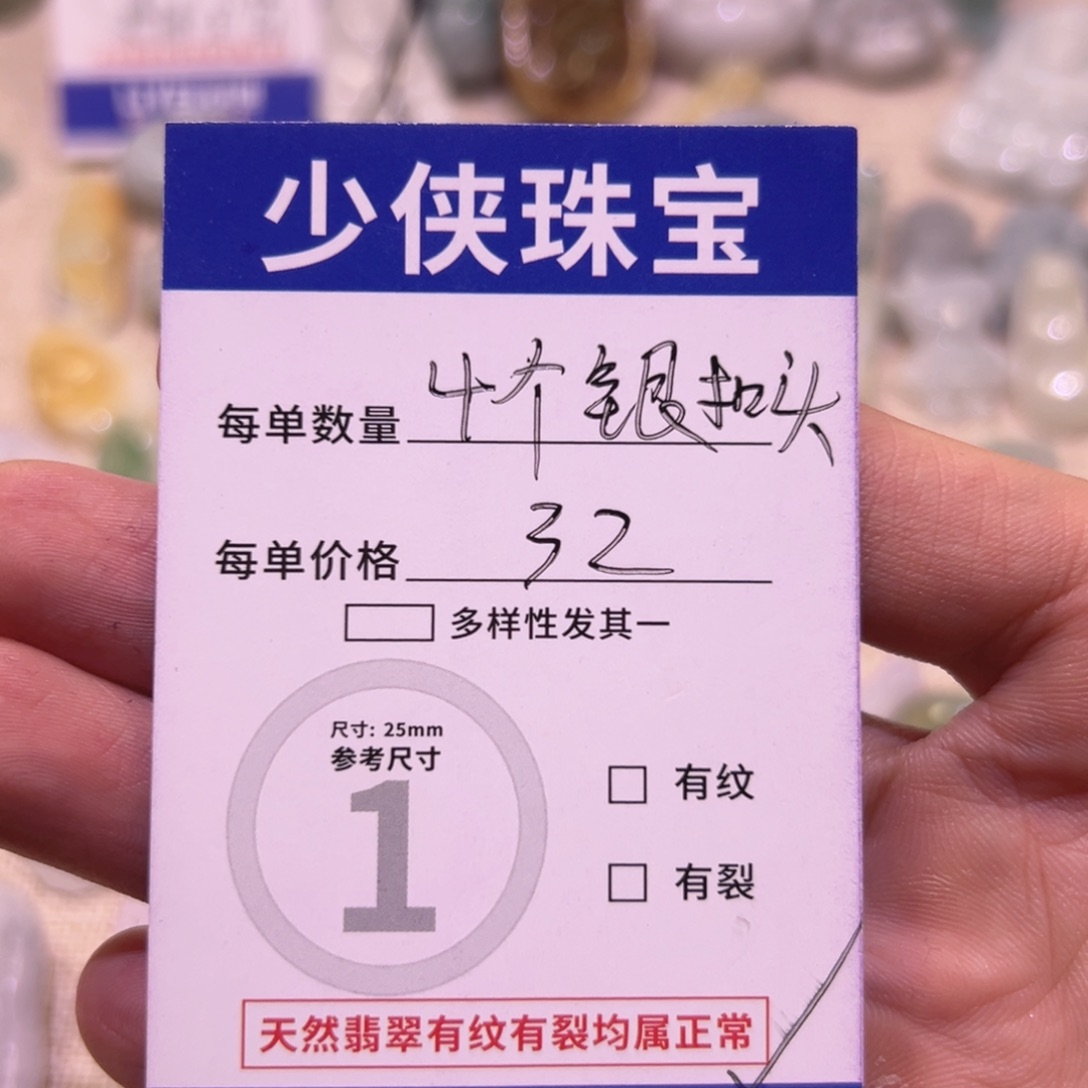 少侠珠宝
每单数量 4个银扣头
每单价格 32
多样性发其一
尺寸: 25mm
参考尺寸
1
有纹
有裂
天然翡翠有纹有裂均属正常